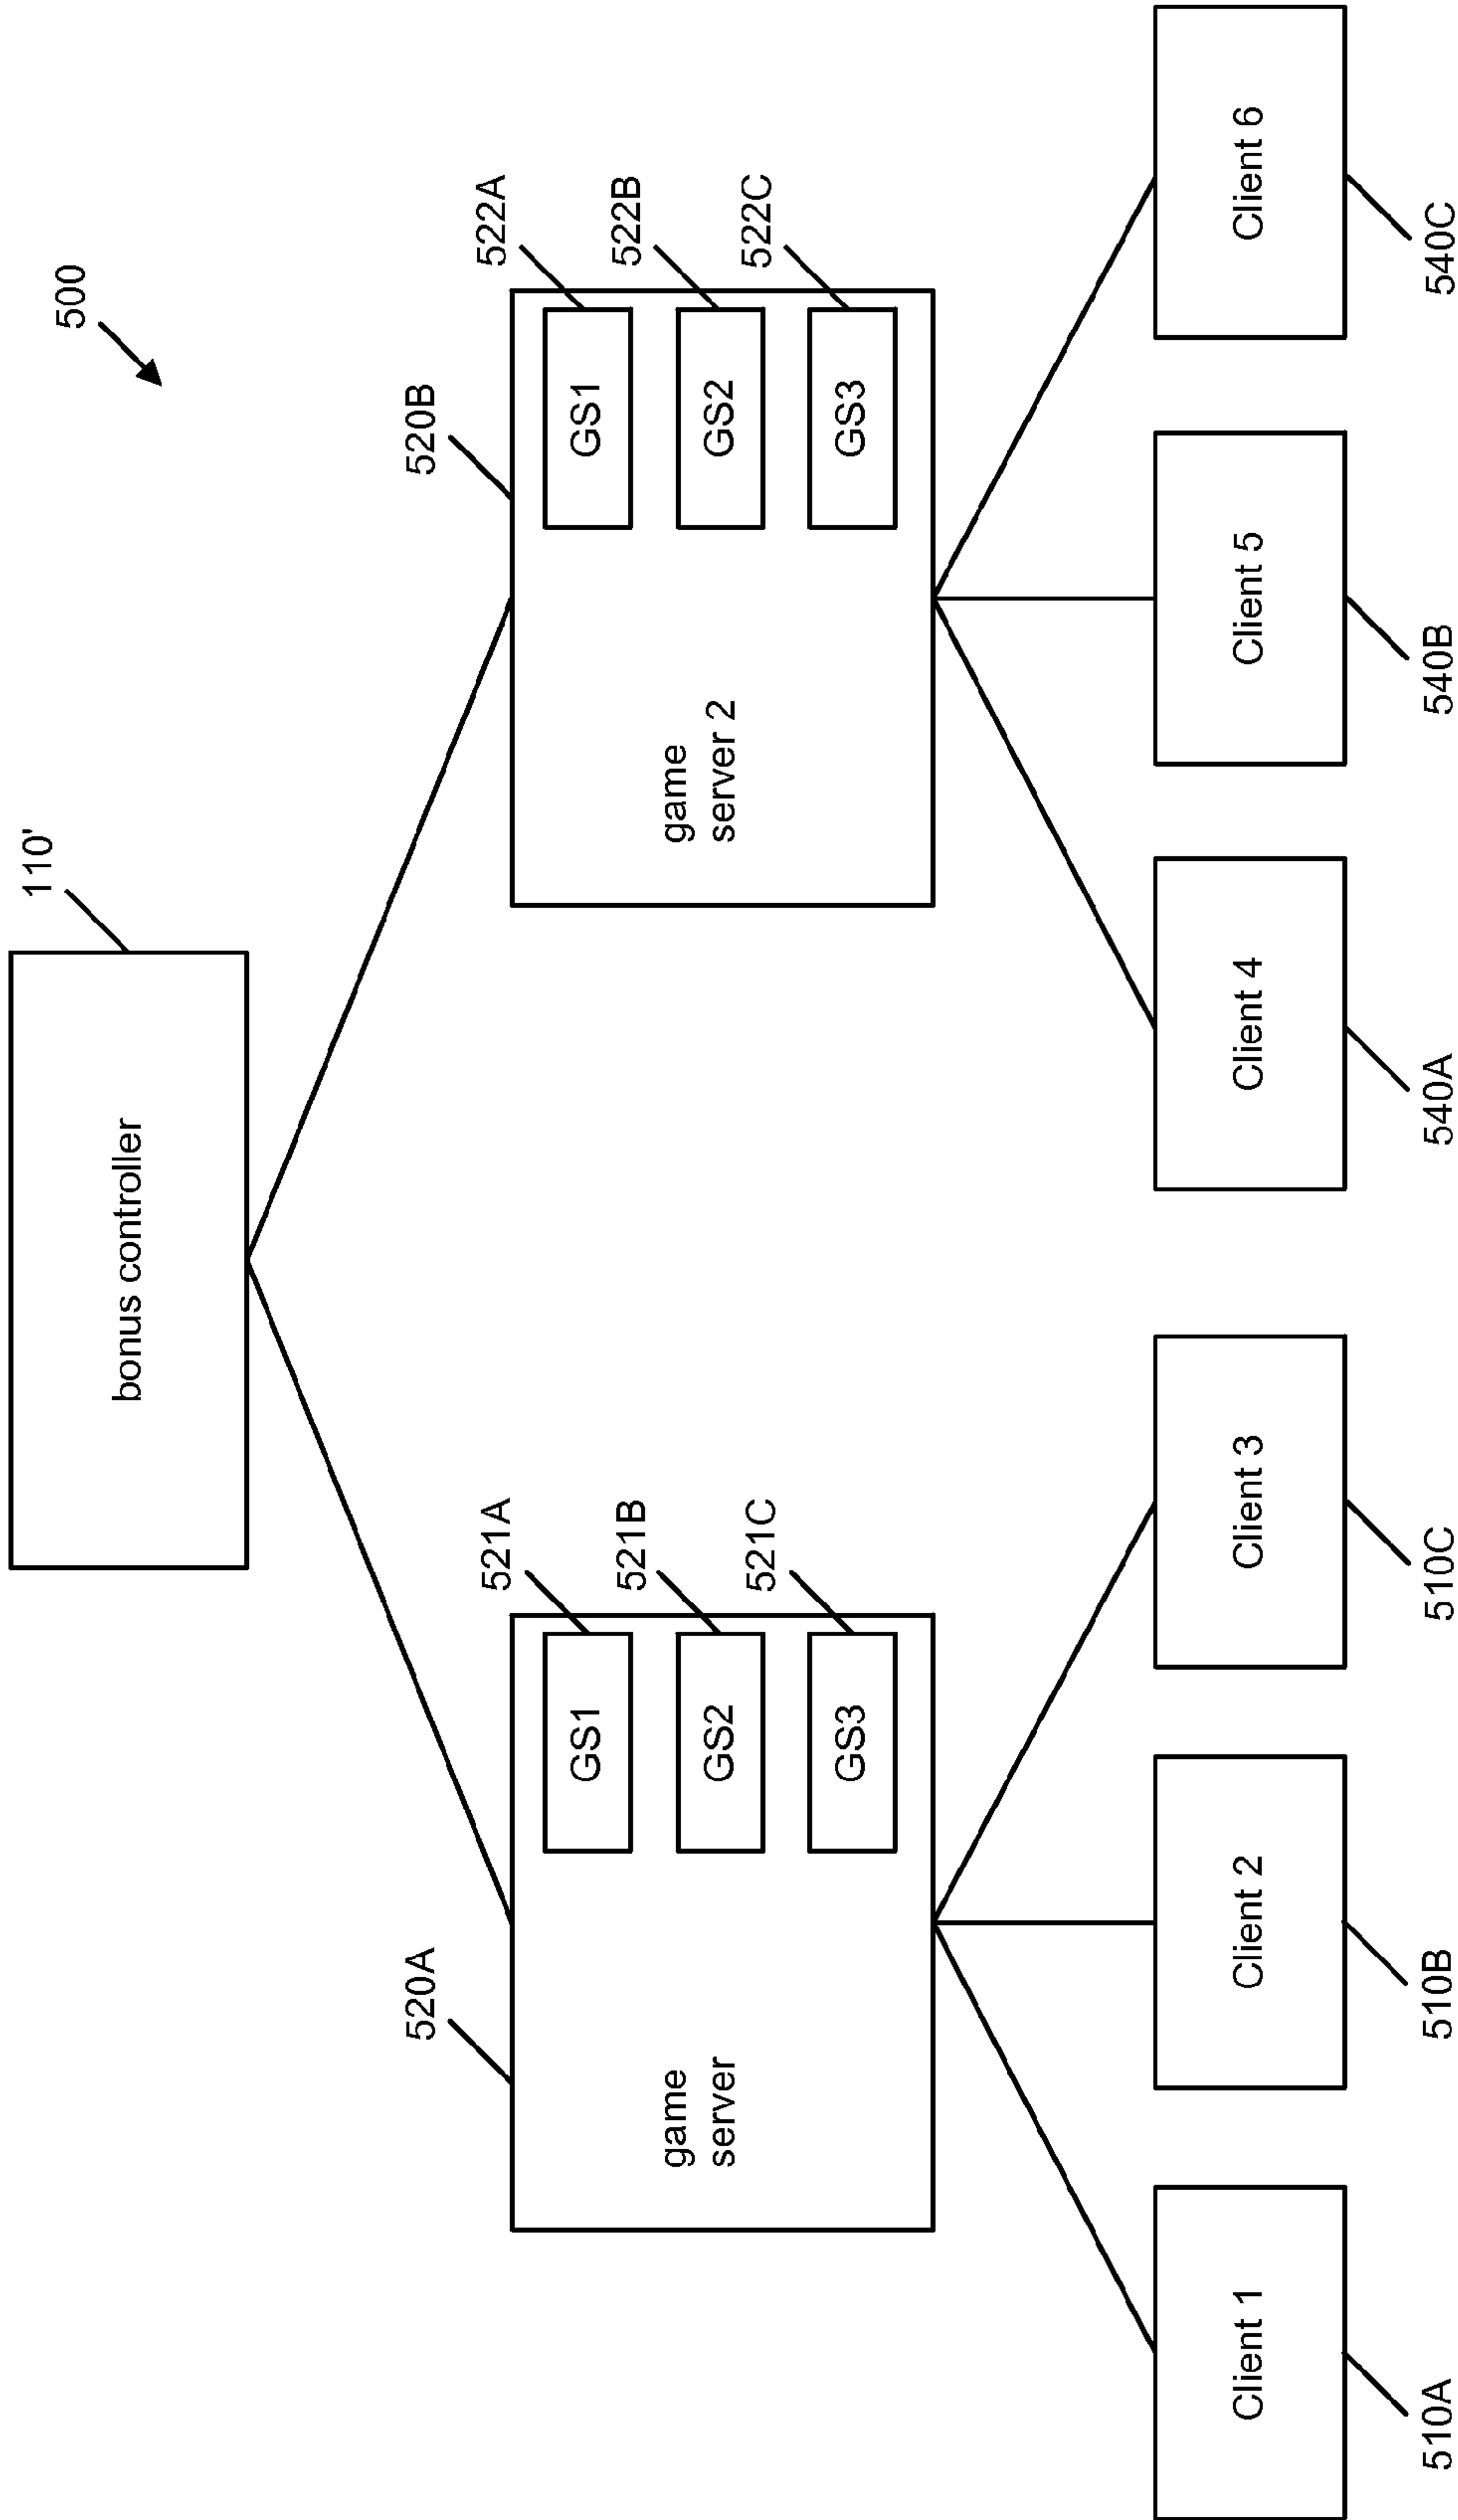 500
110'
bonus controller
520A
521A
521B
521C
game
server
GS1
GS2
GS3
520B
522A
522B
522C
game
server 2
GS1
GS2
GS3
Client 1
Client 2
Client 3
Client 4
Client 5
Client 6
510A
510B
510C
540A
540B
540C